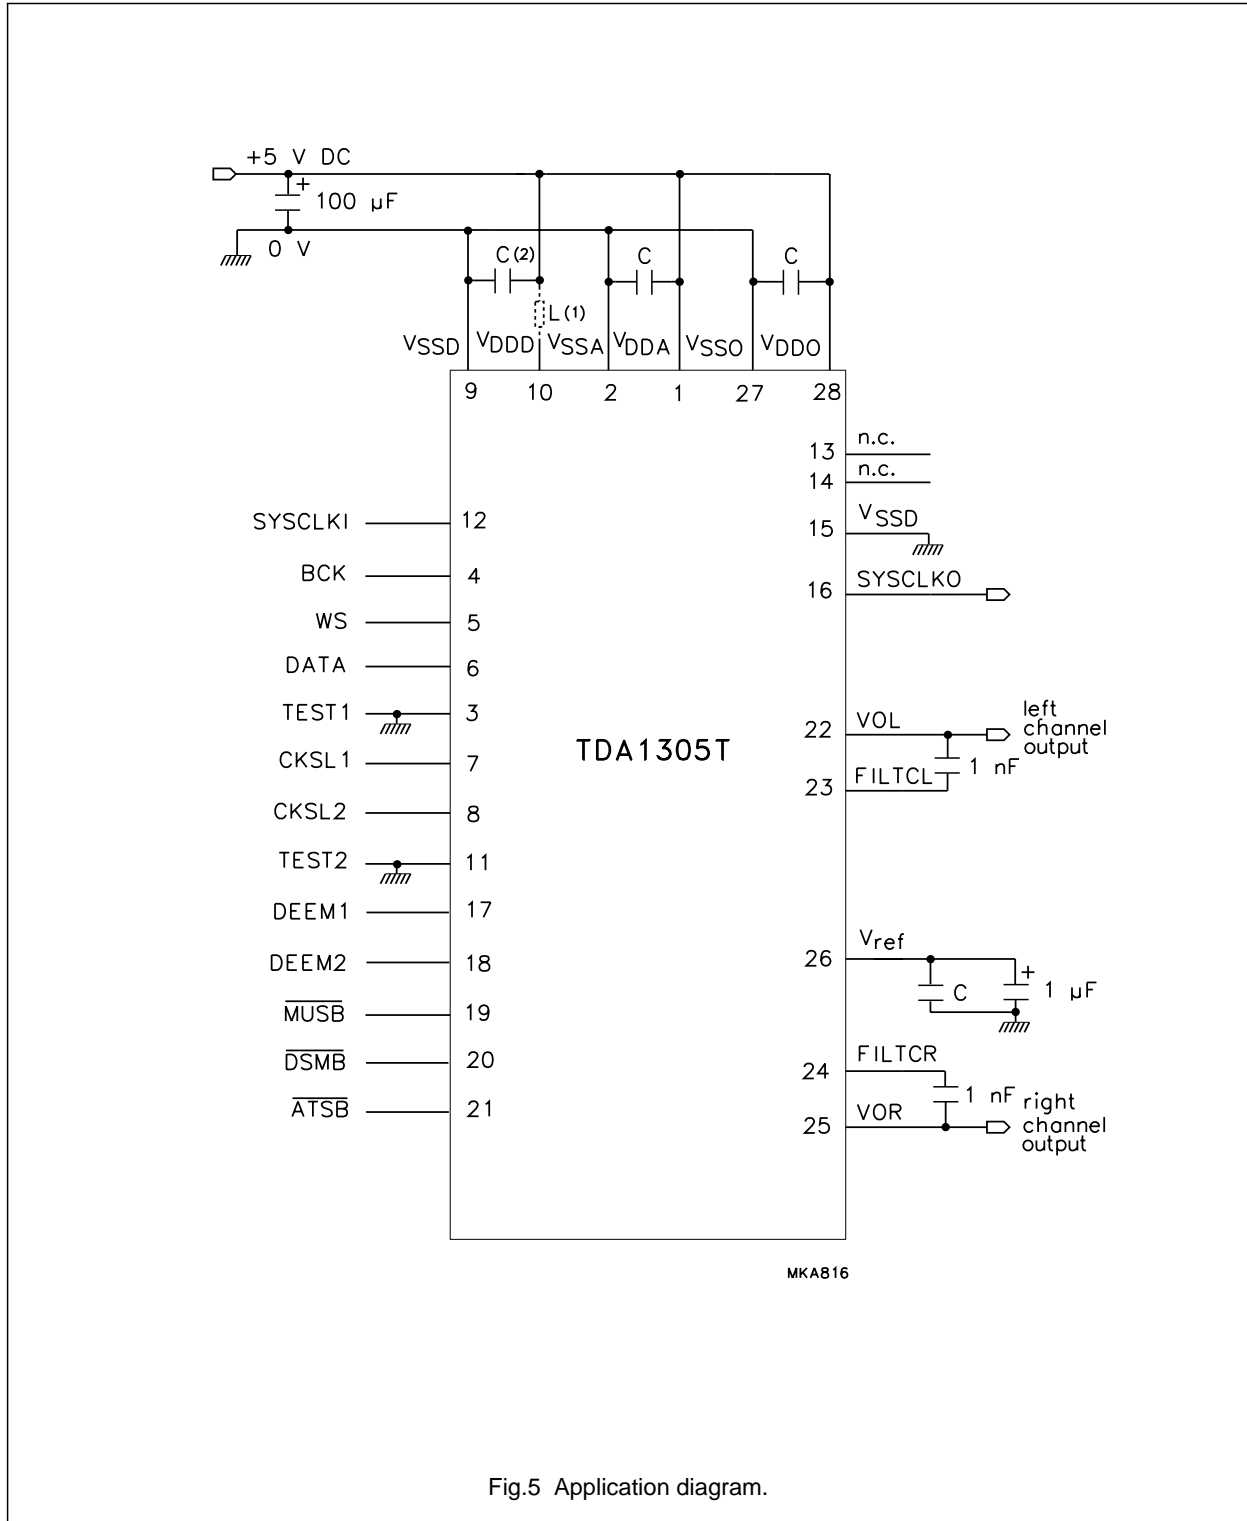 +5 V DC
+
100 μF
0 V
C(2)
C
C
L(1)
VSSD
VDDD
VSSA
VDDA
VSSO
VDDO
9
10
2
1
27
28
13
n.c.
14
n.c.
15
VSSD
16
SYSCLKO
SYSCLKI
12
BCK
4
WS
5
DATA
6
TEST1
3
CKSL1
7
CKSL2
8
TEST2
11
DEEM1
17
DEEM2
18
MUSB
19
DSMB
20
ATSB
21
TDA1305T
22
VOL
left
channel
output
1 nF
23
FILTCL
26
Vref
C
+
1 μF
24
FILTCR
1 nF
25
VOR
right
channel
output
MKA816
Fig.5 Application diagram.